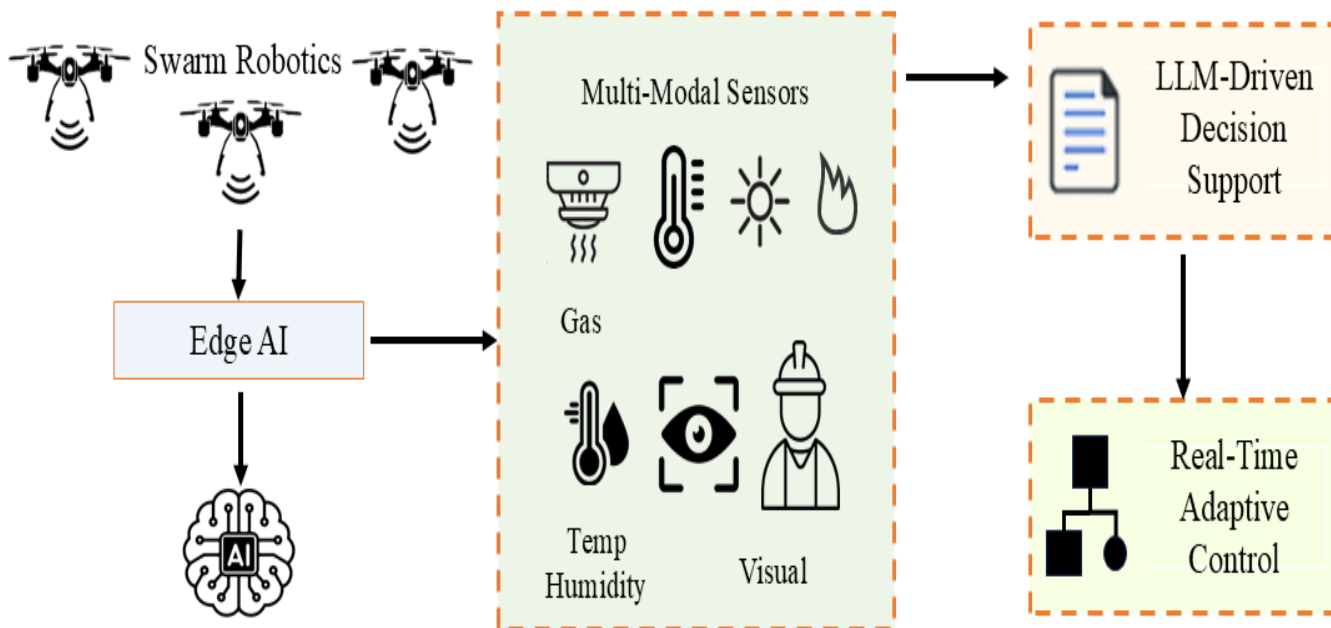 Swarm Robotics
Edge AI
AI
Multi-Modal Sensors
Gas
Temp
Humidity
Visual
LLM-Driven
Decision
Support
Real-Time
Adaptive
Control